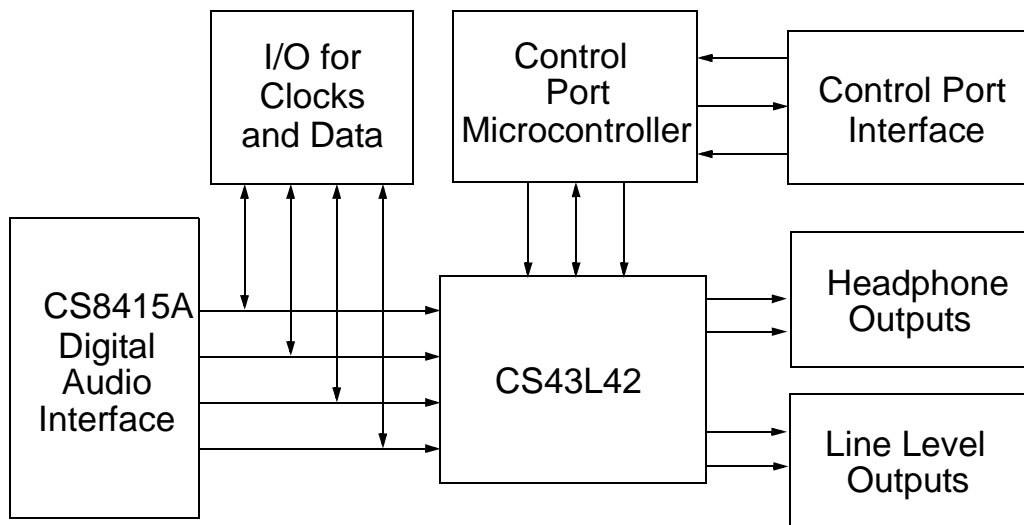 I/O for
Clocks
and Data
Control
Port
Microcontroller
Control Port
Interface
CS8415A
Digital
Audio
Interface
CS43L42
Headphone
Outputs
Line Level
Outputs